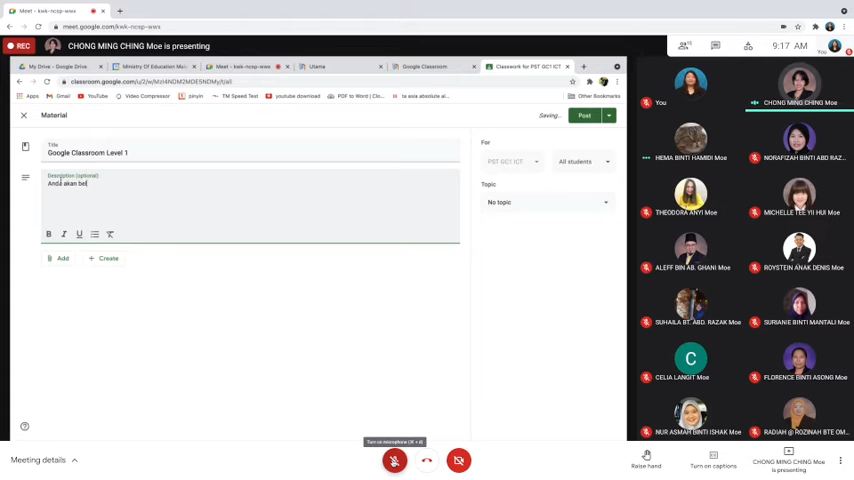 Meet – kwk-ncsp-wws
meet.google.com/kwk-ncsp-wws
REC
CHONG MING CHING Moe is presenting
15
9:17 AM
You
My Drive – Google Drive
Ministry Of Education Mala
Meet – kwk-ncsp-wws
Utama
Google Classroom
Classwork for PST GC1 ICT
classroom.google.com/u/2/w/MzI4NDM2MDE5NDMy/t/all
Apps
Gmail
YouTube
Video Compressor
pinyin
TM Speed Test
youtube download
PDF to Word | Clo...
ta asia absolute al...
Other Bookmarks
Material
Saving...
Post
Title
Google Classroom Level 1
Description (optional)
Anda akan bel
B I U
Add
Create
For
PST GC1 ICT
All students
Topic
No topic
You
CHONG MING CHING Moe
HEMA BINTI HAMIDI Moe
NORAFIZAH BINTI ABD RAZ...
THEODORA ANYI Moe
MICHELLE TEE YII HUI Moe
ALEFF BIN AB. GHANI Moe
ROYSTEIN ANAK DENIS Moe
SUHAILA BT. ABD. RAZAK Moe
SURIANIE BINTI MANTALI Moe
C
CELIA LANGIT Moe
FLORENCE BINTI ASONG Moe
NUR ASMAH BINTI ISHAK Moe
RADIAH @ ROZINAH BTE OM...
Turn on microphone (⌘ + d)
Meeting details
Raise hand
Turn on captions
CHONG MING CHING Moe
is presenting